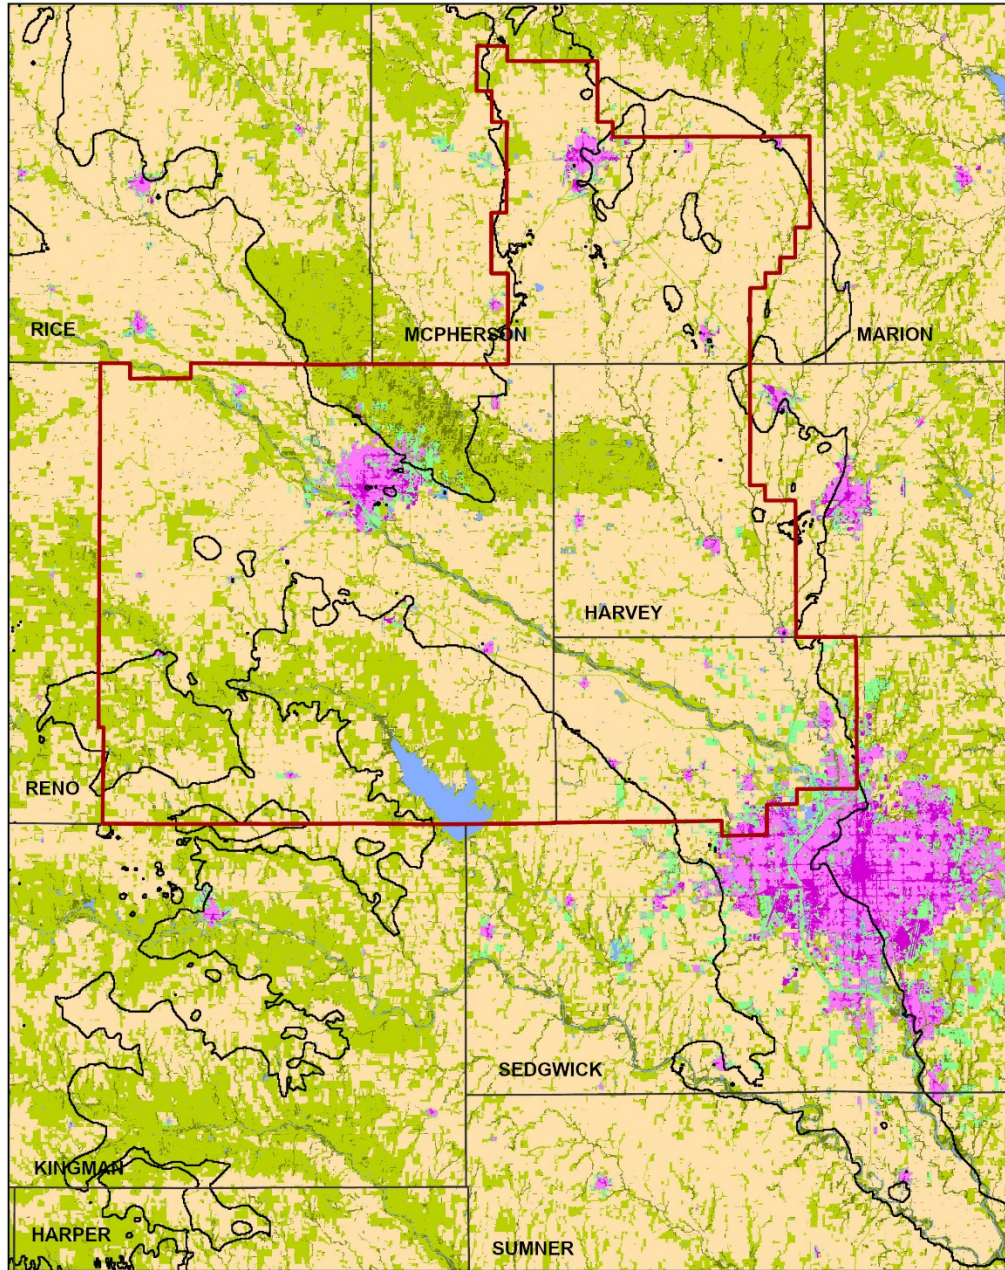 RICE
MCPHERSON
MARION
HARVEY
RENO
SEDGWICK
KINGMAN
HARPER
SUMNER